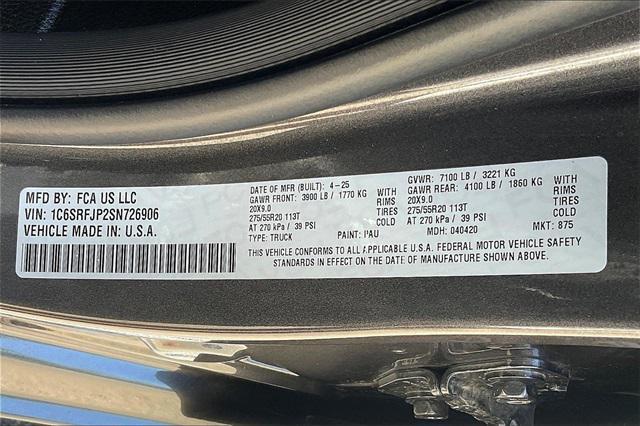 MFD BY: FCA US LLC
VIN: 1C6SRFJP2SN726906
VEHICLE MADE IN: U.S.A.
DATE OF MFR (BUILT): 4-25
GAWR FRONT: 3900 LB / 1770 KG WITH
20X9.0 RIMS
275/55R20 113T TIRES
AT 270 kPa / 39 PSI COLD
TYPE: TRUCK PAINT:
GVWR: 7100 LB / 3221 KG
GAWR REAR: 4100 LB / 1860 KG WITH
20X9.0 RIMS
275/55R20 113T TIRES
AT 270 kPa / 39 PSI COLD
MDH: 040420 MKT: 875
THIS VEHICLE CONFORMS TO ALL APPLICABLE U.S.A. FEDERAL MOTOR VEHICLE SAFETY
STANDARDS IN EFFECT ON THE DATE OF MANUFACTURE SHOWN ABOVE.